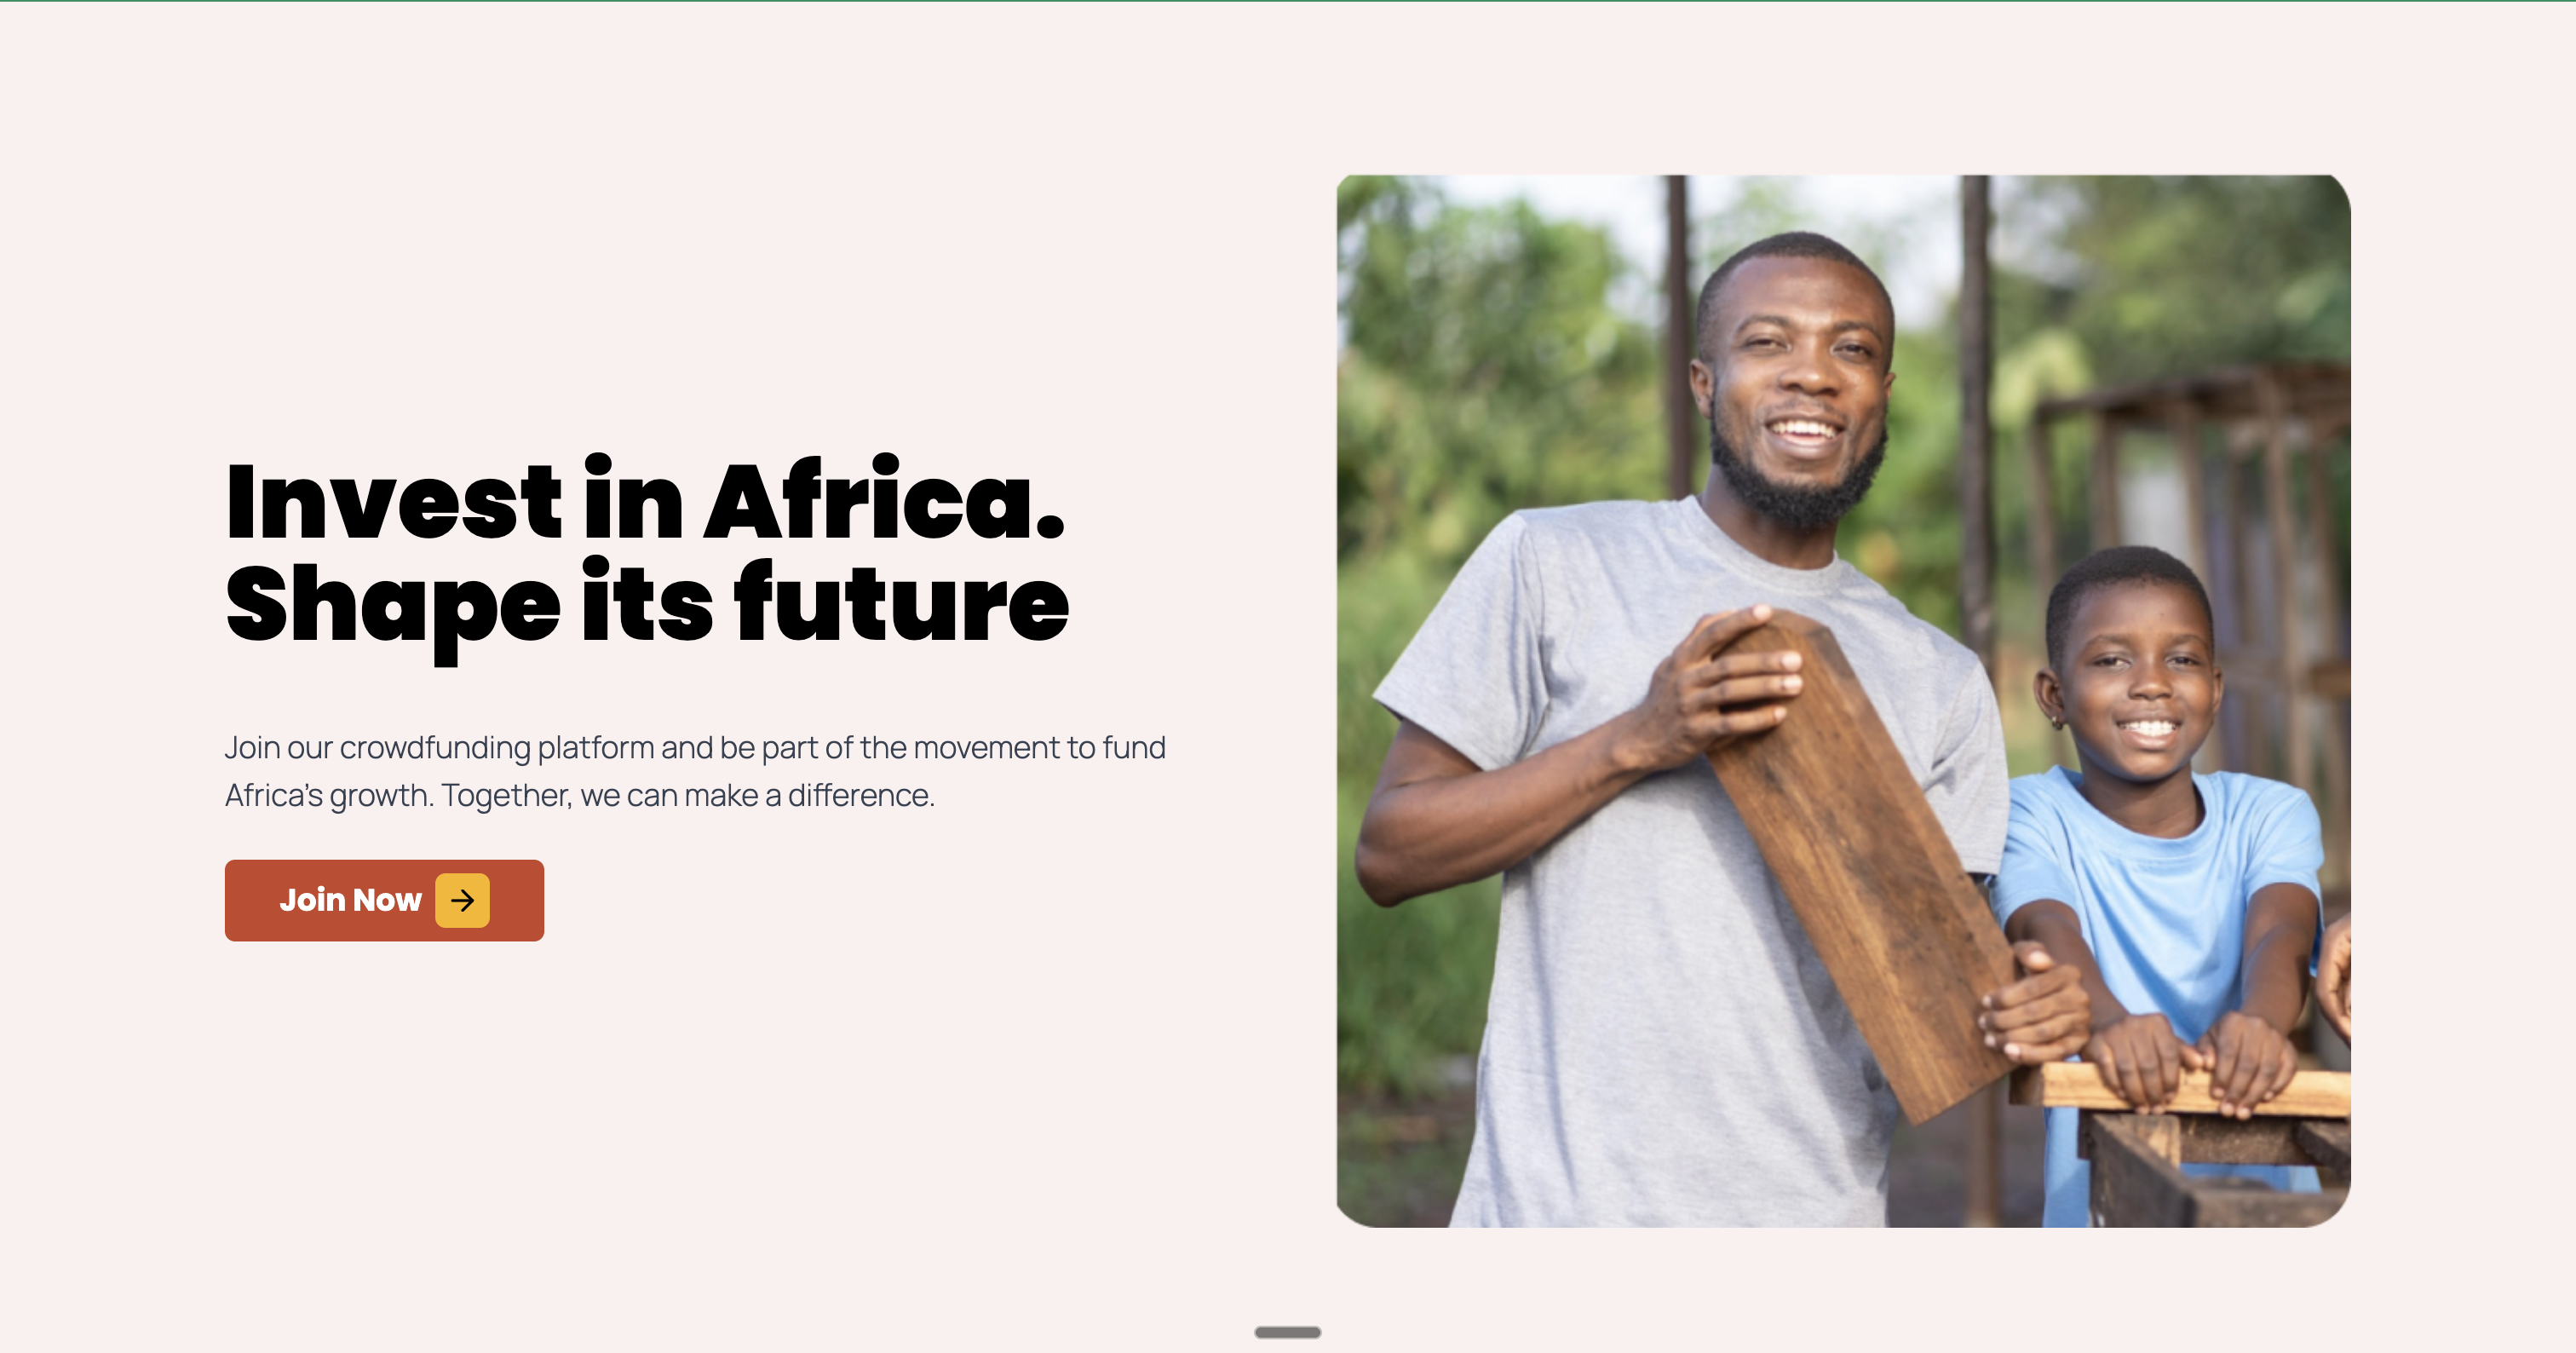 Invest in Africa.
Shape its future
Join our crowdfunding platform and be part of the movement to fund
Africa's growth. Together, we can make a difference.
Join Now